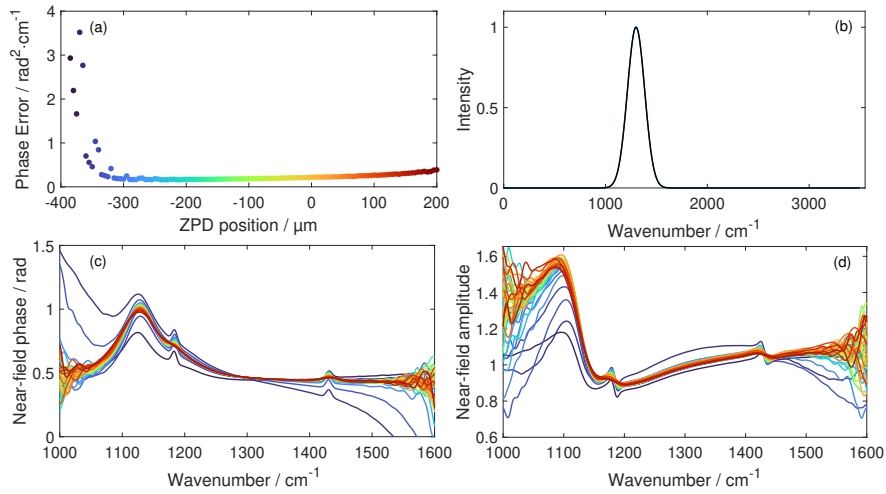 (a)
Phase Error / rad²·cm⁻¹
4
3
2
1
0
-400 -300 -200 -100 0 100 200
ZPD position / μm
(b)
Intensity
1
0.5
0
0 1000 2000 3000
Wavenumber / cm⁻¹
(c)
Near-field phase / rad
1.5
1
0.5
0
1000 1100 1200 1300 1400 1500 1600
Wavenumber / cm⁻¹
(d)
Near-field amplitude
1.6
1.4
1.2
1
0.8
0.6
1000 1100 1200 1300 1400 1500 1600
Wavenumber / cm⁻¹